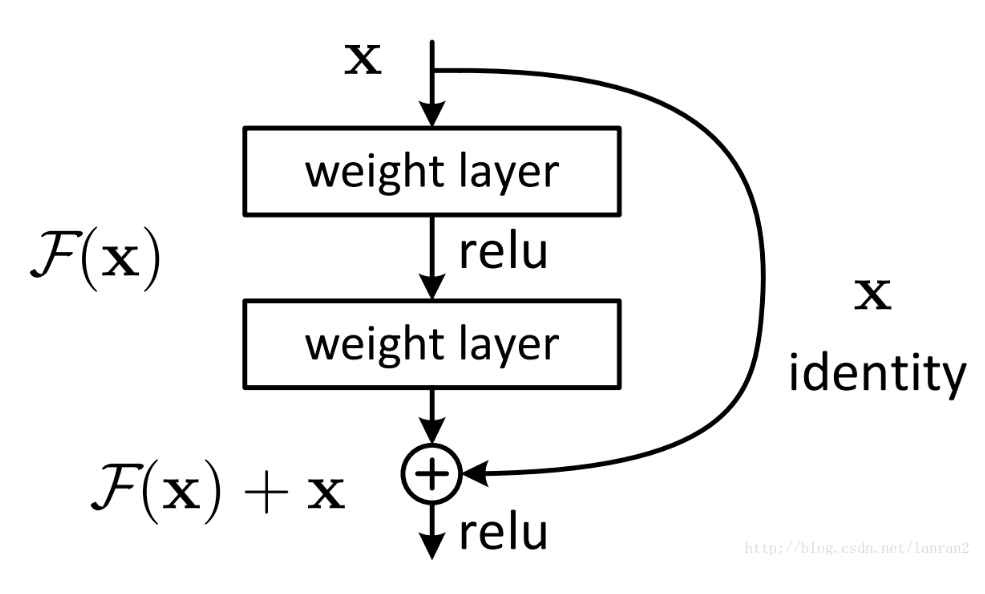 x
weight layer
relu
F(x)
weight layer
x
identity
F(x) + x
+
relu
http://blog.csdn.net/lanran2